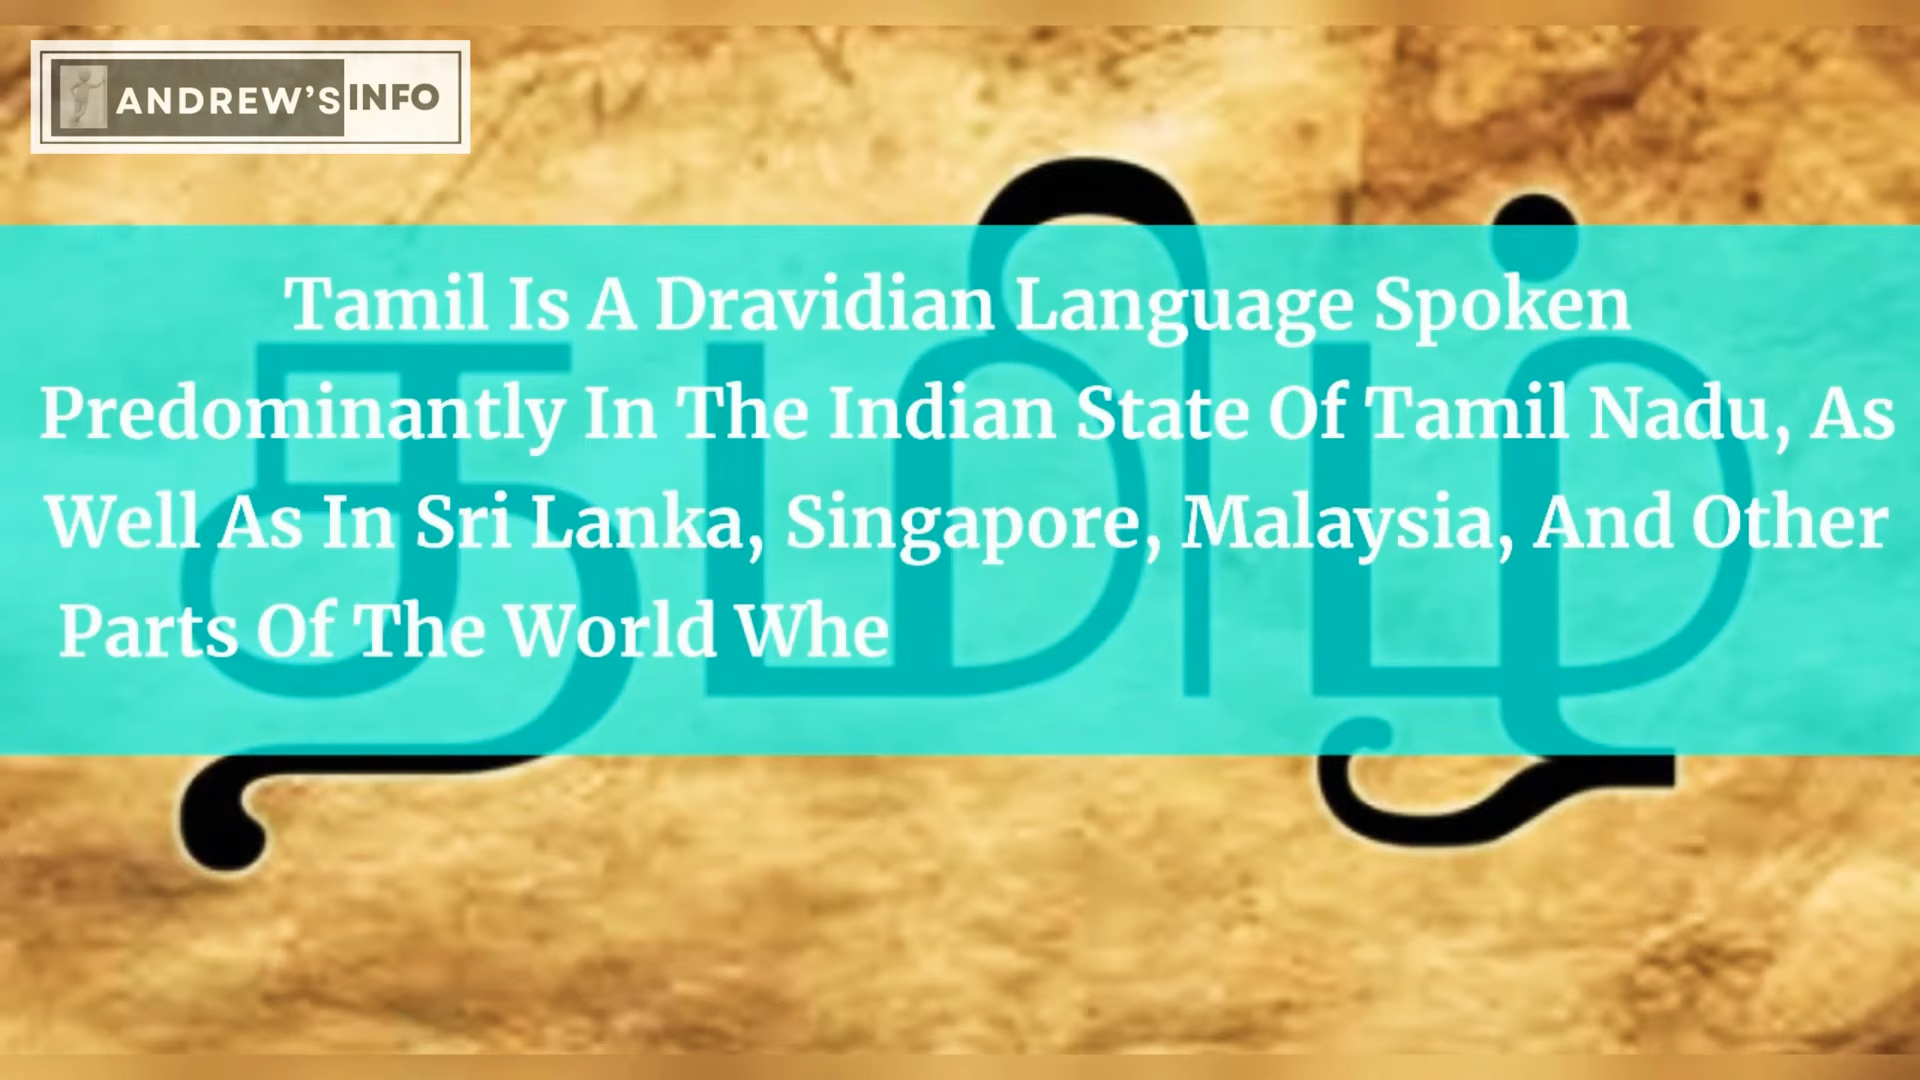 ANDREW'S INFO
Tamil Is A Dravidian Language Spoken
Predominantly In The Indian State Of Tamil Nadu, As
Well As In Sri Lanka, Singapore, Malaysia, And Other
Parts Of The World Whe
தமிழ்